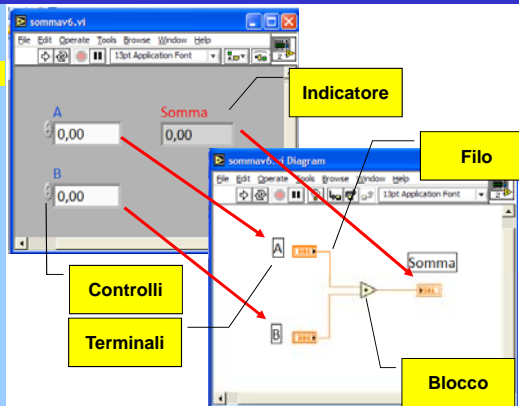 sommav6.vi
File Edit Operate Tools Browse Window Help
13pt Application Font
2
A
0,00
Somma
0,00
B
0,00
Indicatore
Filo
sommav6.vi Diagram
File Edit Operate Tools Browse Window Help
13pt Application Font
2
A
B
Somma
Controlli
Terminali
Blocco